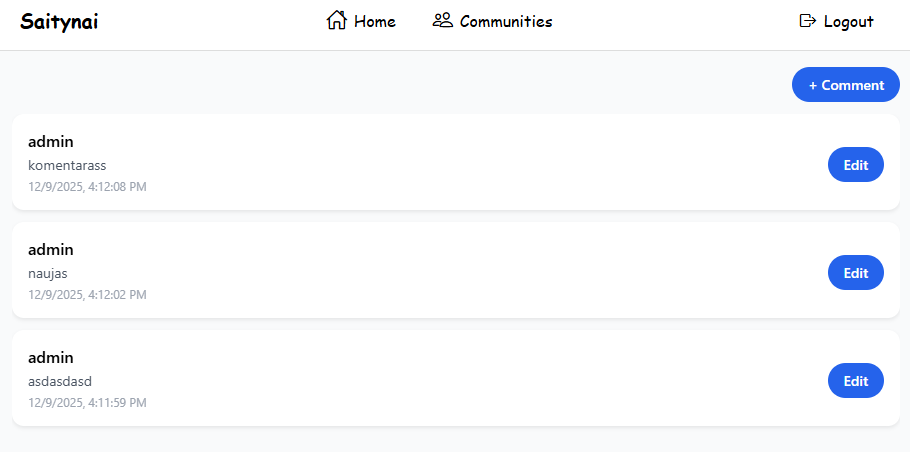 Saitynai Home Communities Logout
+ Comment
admin
komentarass
12/9/2025, 4:12:08 PM
Edit
admin
naujas
12/9/2025, 4:12:02 PM
Edit
admin
asdasdasd
12/9/2025, 4:11:59 PM
Edit